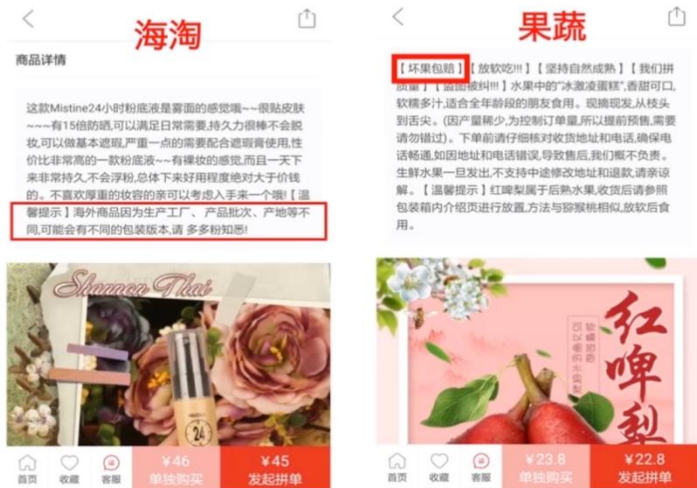 海淘
商品详情
这款Mistine24小时粉底液是雾面的感觉哦~~很贴皮肤
~~~有15倍防晒,可以满足日常需要,持久力很棒不会脱
妆,可以做基本遮瑕,严重一点的需要配合遮瑕膏使用,性
价比非常高的一款粉底液~~有裸妆的感觉,而且一天下
来非常持久,不会浮粉,总体下来好用程度绝对大于价钱
的。不喜欢厚重的妆容的亲可以考虑入手来一个哦!【温
馨提示】海外商品因为生产工厂、产品批次、产地等不
同,可能会有不同的包装版本,请 多多粉知悉!
Shannon Thai
24
首页
收藏
客服
¥46
单独购买
¥45
发起拼单
果蔬
【坏果包赔】【放软吃!!!】【坚持自然成熟】【我们拼
质量】【盗图被纠!!!】水果中的“冰激凌蛋糕”,香甜可口,
软糯多汁,适合全年龄段的朋友食用。现摘现发,从枝头
到舌尖。(因产量稀少,为控制订单量,所以提前预售,需要
请勿错过)。下单前请仔细核对收货地址和电话,确保电
话畅通,如因地址和电话错误,导致售后,我们概不负责。
生鲜水果一旦发出,不支持中途修改地址和退款,请亲谅
解。【温馨提示】红啤梨属于后熟水果,收货后请参照
包装箱内介绍页进行放置,方法与猕猴桃相似,放软后食
用。
红啤梨
首页
收藏
客服
¥23.8
单独购买
¥22.8
发起拼单